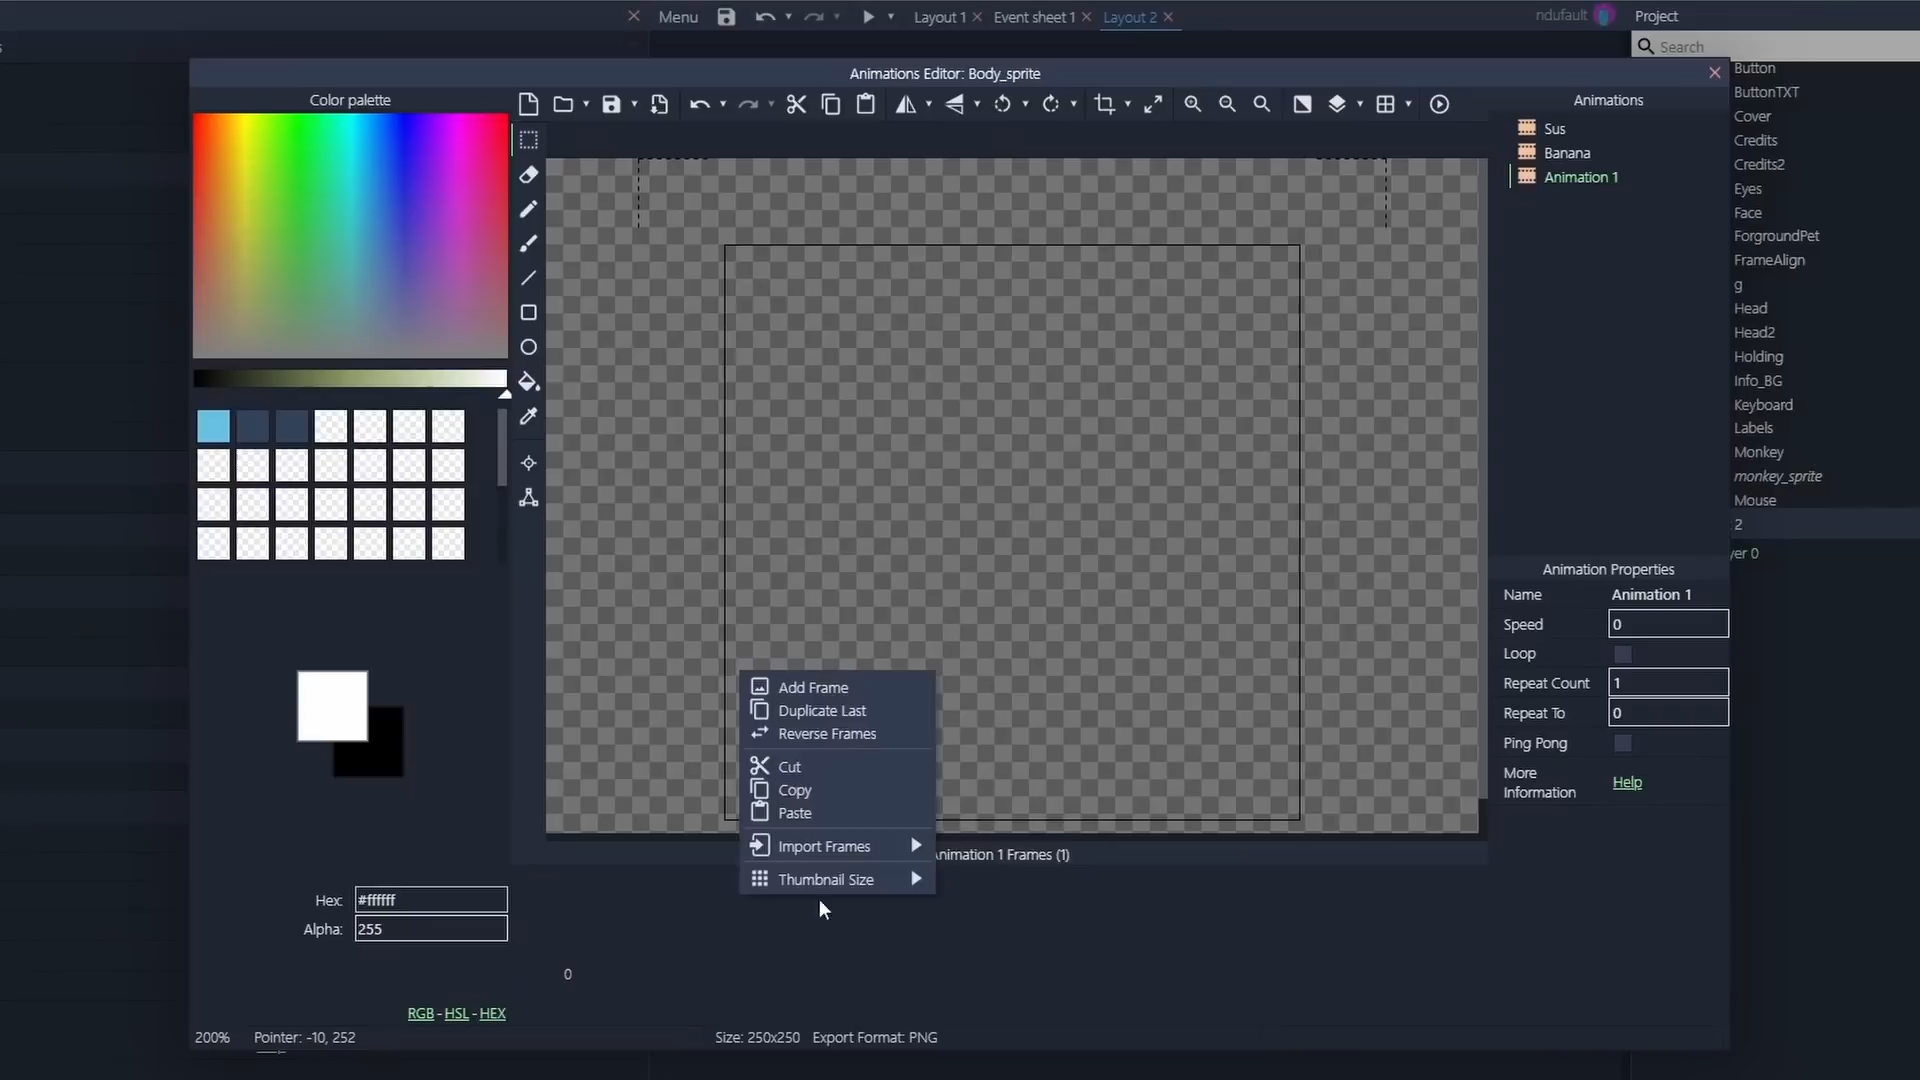 Menu
Layout 1
Event sheet 1
Layout 2
ndufault
Project
Search
Animations Editor: Body_sprite
Color palette
Animations
Sus
Banana
Animation 1
Button
ButtonTXT
Cover
Credits
Credits2
Eyes
Face
ForgroundPet
FrameAlign
g
Head
Head2
Holding
Info_BG
Keyboard
Labels
Monkey
monkey_sprite
Mouse
2
yer 0
Animation Properties
Name Animation 1
Speed 0
Loop
Repeat Count 1
Repeat To 0
Ping Pong
More
Information
Help
Add Frame
Duplicate Last
Reverse Frames
Cut
Copy
Paste
Import Frames
Thumbnail Size
Animation 1 Frames (1)
Hex: #ffffff
Alpha: 255
0
RGB - HSL - HEX
200% Pointer: -10, 252
Size: 250x250 Export Format: PNG